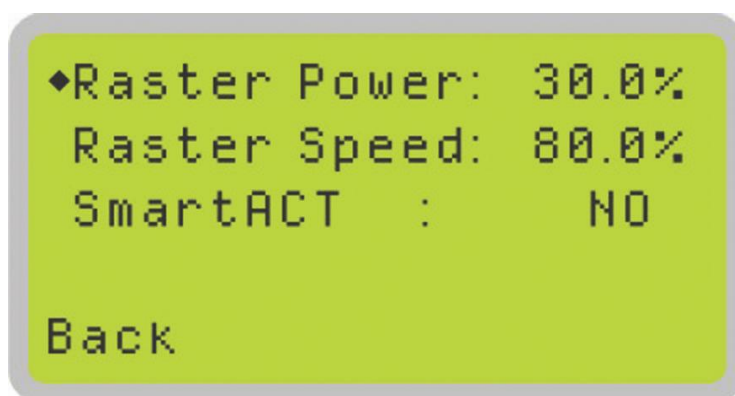 ◆Raster Power: 30.0%
Raster Speed: 80.0%
SmartACT : NO
Back